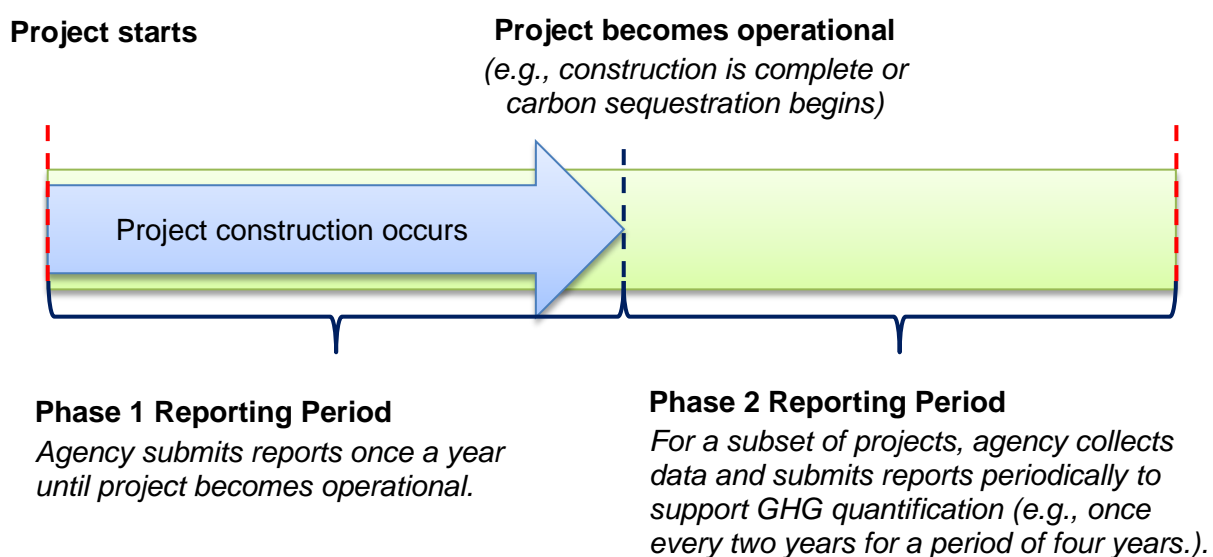 Project starts
Project becomes operational
(e.g., construction is complete or
carbon sequestration begins)
Project construction occurs
Phase 1 Reporting Period
Agency submits reports once a year
until project becomes operational.
Phase 2 Reporting Period
For a subset of projects, agency collects
data and submits reports periodically to
support GHG quantification (e.g., once
every two years for a period of four years.).